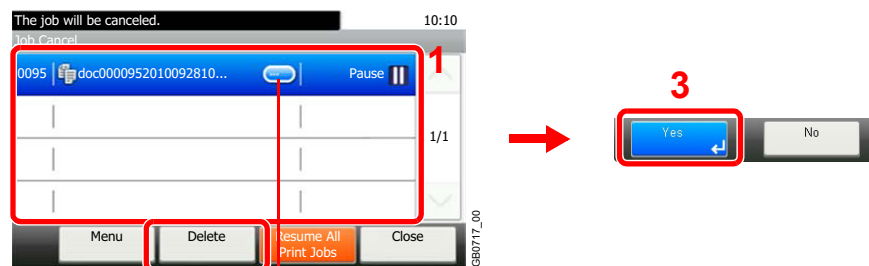 The job will be canceled.
10:10
Job Cancel
1
0095 doc0000952010092810... Pause
1/1
Menu Delete Resume All Print Jobs Close
GB0717_00
3
Yes No